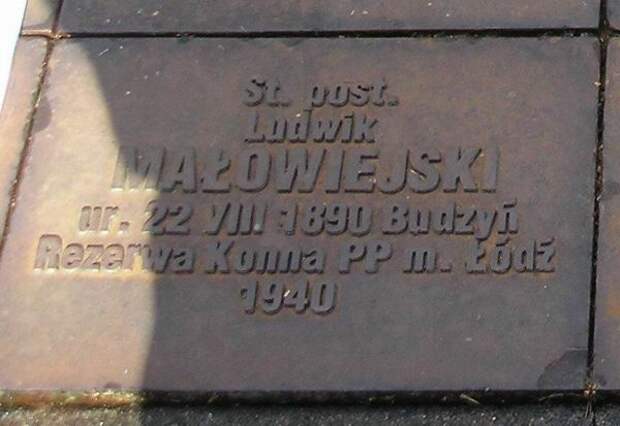 St. post.
Ludwik
MAŁOWIEJSKI
ur. 22 VIII 1890 Budzyń
Rezerwa Konna PP m. Łódź
1940